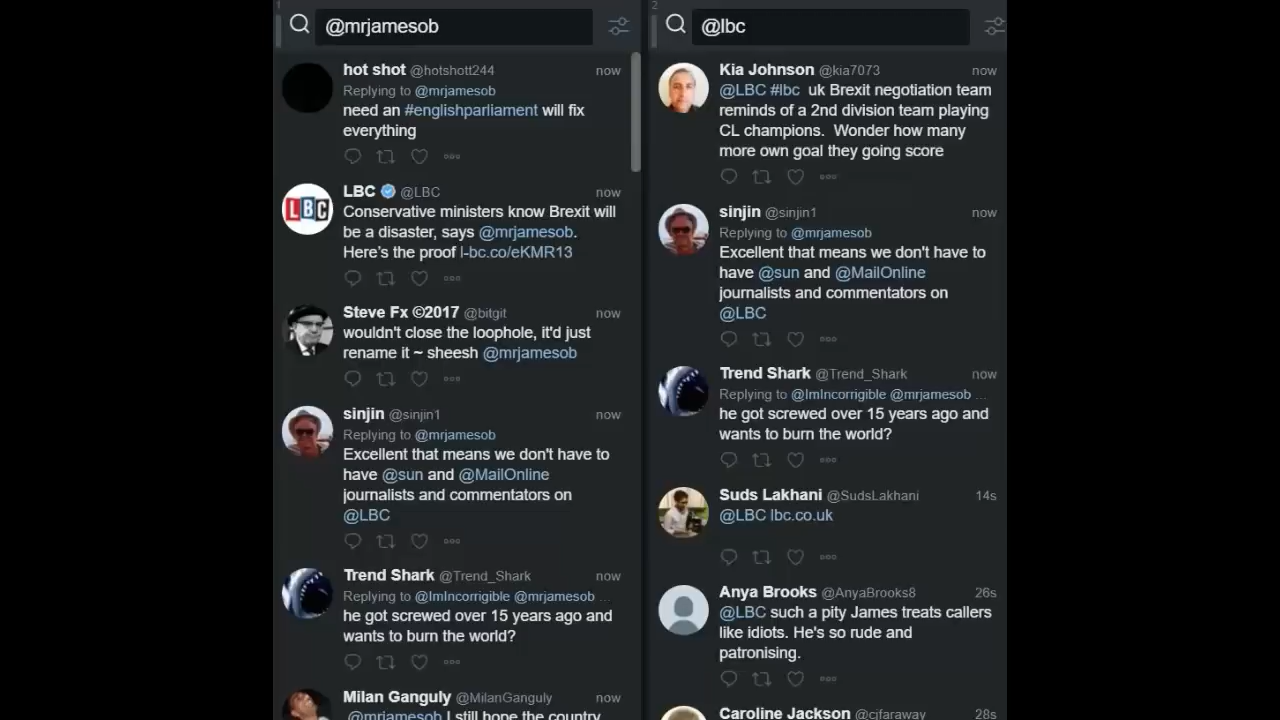 1
@mrjamesob
hot shot @hotshott244 now
Replying to @mrjamesob
need an #englishparliament will fix
everything
LBC @LBC now
LBC
Conservative ministers know Brexit will
be a disaster, says @mrjamesob.
Here's the proof l-bc.co/eKMR13
Steve Fx ©2017 @bitgit now
wouldn't close the loophole, it'd just
rename it ~ sheesh @mrjamesob
sinjin @sinjin1 now
Replying to @mrjamesob
Excellent that means we don't have to
have @sun and @MailOnline
journalists and commentators on
@LBC
Trend Shark @Trend_Shark now
Replying to @ImIncorrigible @mrjamesob ...
he got screwed over 15 years ago and
wants to burn the world?
Milan Ganguly @MilanGanguly now
@mrjamesob I still hope the country
2
@lbc
Kia Johnson @kia7073 now
@LBC #lbc uk Brexit negotiation team
reminds of a 2nd division team playing
CL champions. Wonder how many
more own goal they going score
sinjin @sinjin1 now
Replying to @mrjamesob
Excellent that means we don't have to
have @sun and @MailOnline
journalists and commentators on
@LBC
Trend Shark @Trend_Shark now
Replying to @ImIncorrigible @mrjamesob ...
he got screwed over 15 years ago and
wants to burn the world?
Suds Lakhani @SudsLakhani 14s
@LBC lbc.co.uk
Anya Brooks @AnyaBrooks8 26s
@LBC such a pity James treats callers
like idiots. He's so rude and
patronising.
Caroline Jackson @cjfaraway 28s